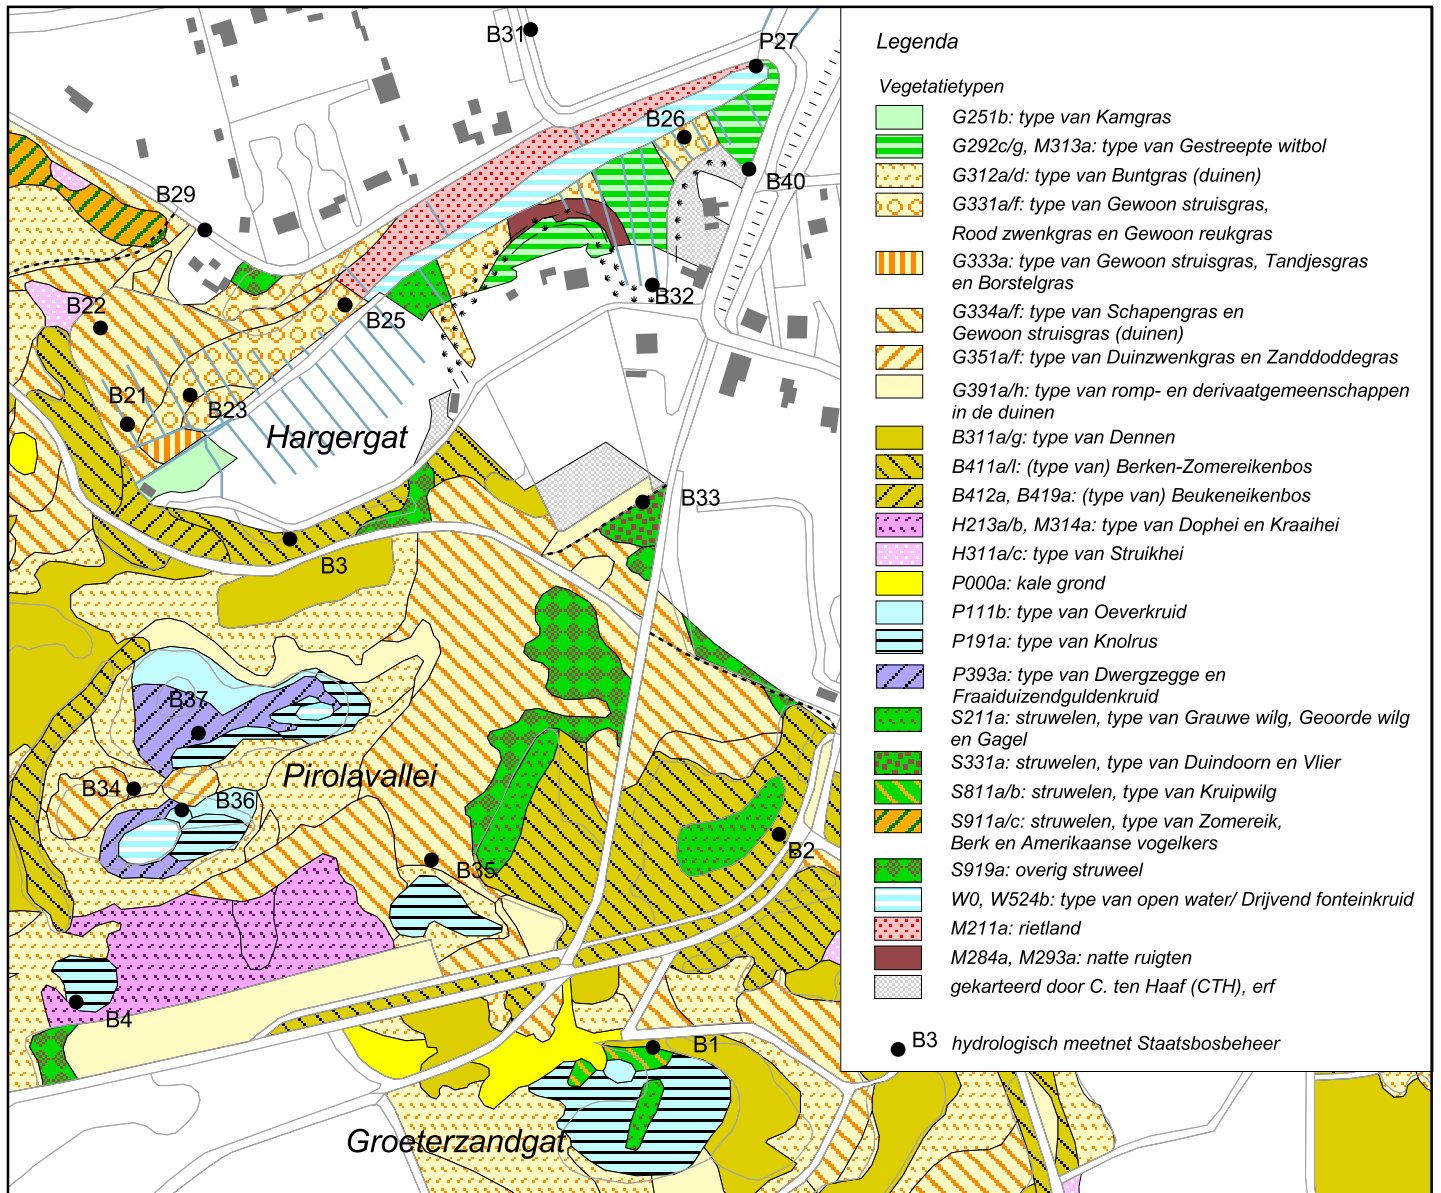 B31
P27
B26
B40
B29
B32
B22
B25
B21
B23
Hargergat
B33
B3
B37
Pirolavallei
B34
B36
B2
B35
B4
B1
Groeterzandgat
Legenda
Vegetatietypen
G251b: type van Kamgras
G292c/g, M313a: type van Gestreepte witbol
G312a/d: type van Buntgras (duinen)
G331a/f: type van Gewoon struisgras,
Rood zwenkgras en Gewoon reukgras
G333a: type van Gewoon struisgras, Tandjesgras
en Borstelgras
G334a/f: type van Schapengras en
Gewoon struisgras (duinen)
G351a/f: type van Duinzwenkgras en Zanddoddegras
G391a/h: type van romp- en derivaatgemeenschappen
in de duinen
B311a/g: type van Dennen
B411a/l: (type van) Berken-Zomereikenbos
B412a, B419a: (type van) Beukeneikenbos
H213a/b, M314a: type van Dophei en Kraaihei
H311a/c: type van Struikhei
P000a: kale grond
P111b: type van Oeverkruid
P191a: type van Knolrus
P393a: type van Dwergzegge en
Fraaiduizendguldenkruid
S211a: struwelen, type van Grauwe wilg, Geoorde wilg
en Gagel
S331a: struwelen, type van Duindoorn en Vlier
S811a/b: struwelen, type van Kruipwilg
S911a/c: struwelen, type van Zomereik,
Berk en Amerikaanse vogelkers
S919a: overig struweel
W0, W524b: type van open water/ Drijvend fonteinkruid
M211a: rietland
M284a, M293a: natte ruigten
gekarteerd door C. ten Haaf (CTH), erf
B3 hydrologisch meetnet Staatsbosbeheer